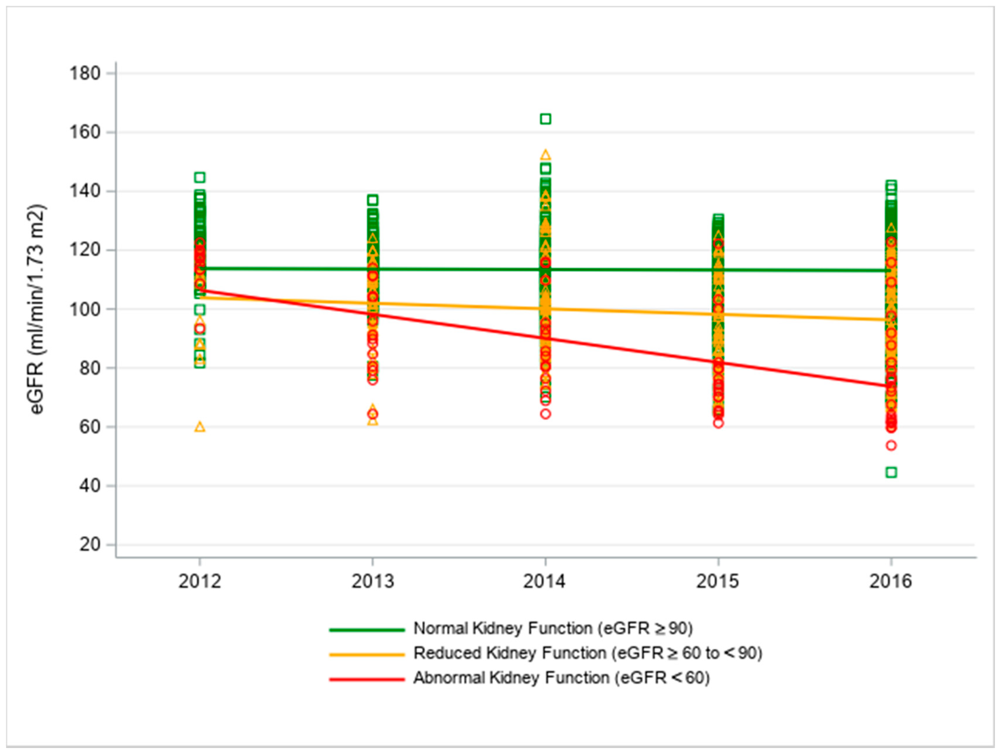 eGFR (ml/min/1.73 m2)
180
160
140
120
100
80
60
40
20
2012 2013 2014 2015 2016
Normal Kidney Function (eGFR ≥ 90)
Reduced Kidney Function (eGFR ≥ 60 to < 90)
Abnormal Kidney Function (eGFR < 60)